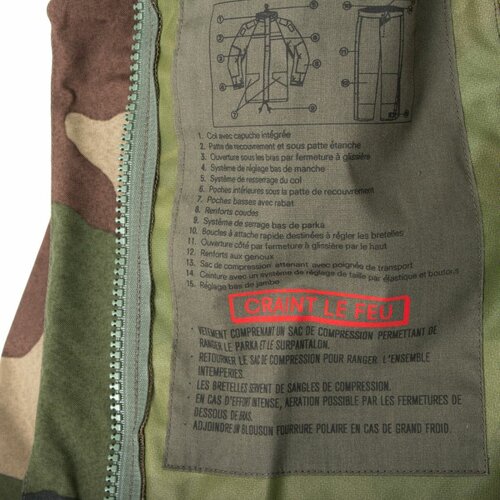 1. Col avec capuche intégrée
2. Patte de recouvrement et sous patte étanche
3. Ouverture sous les bras par fermeture à glissière
4. Système de réglage bas de manche
5. Système de resserrage du col
6. Poches intérieures sous la patte de recouvrement
7. Poches basses avec rabat
8. Renforts coudes
9. Système de serrage bas de parka
10. Boucles à attache rapide destinées à régler les bretelles
11. Ouverture côté par fermeture à glissière par le haut
12. Renforts aux genoux
13. Sac de compression attenant avec poignée de transport
14. Ceinture avec un système de réglage de taille par élastique et boutons
15. Réglage bas de jambe
CRAINT LE FEU
- VETEMENT COMPRENANT UN SAC DE COMPRESSION PERMETTANT DE
RANGER LE PARKA ET LE SURPANTALON.
- RETOURNER LE SAC DE COMPRESSION POUR RANGER L'ENSEMBLE
INTEMPERIES.
- LES BRETELLES SERVENT DE SANGLES DE COMPRESSION.
- EN CAS D'EFFORT INTENSE, AERATION POSSIBLE PAR LES FERMETURES DE
DESSOUS DE BRAS.
- ADJOINDRE UN BLOUSON FOURRURE POLAIRE EN CAS DE GRAND FROID.